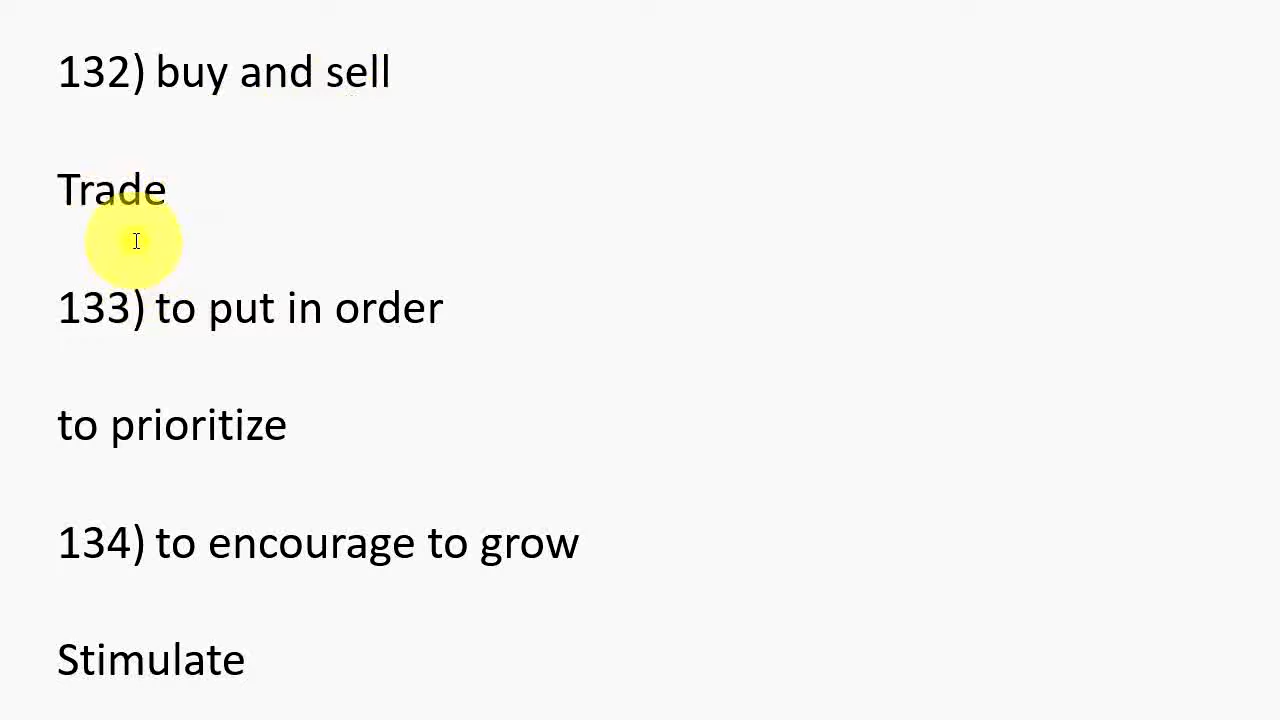 132) buy and sell
Trade
133) to put in order
to prioritize
134) to encourage to grow
Stimulate